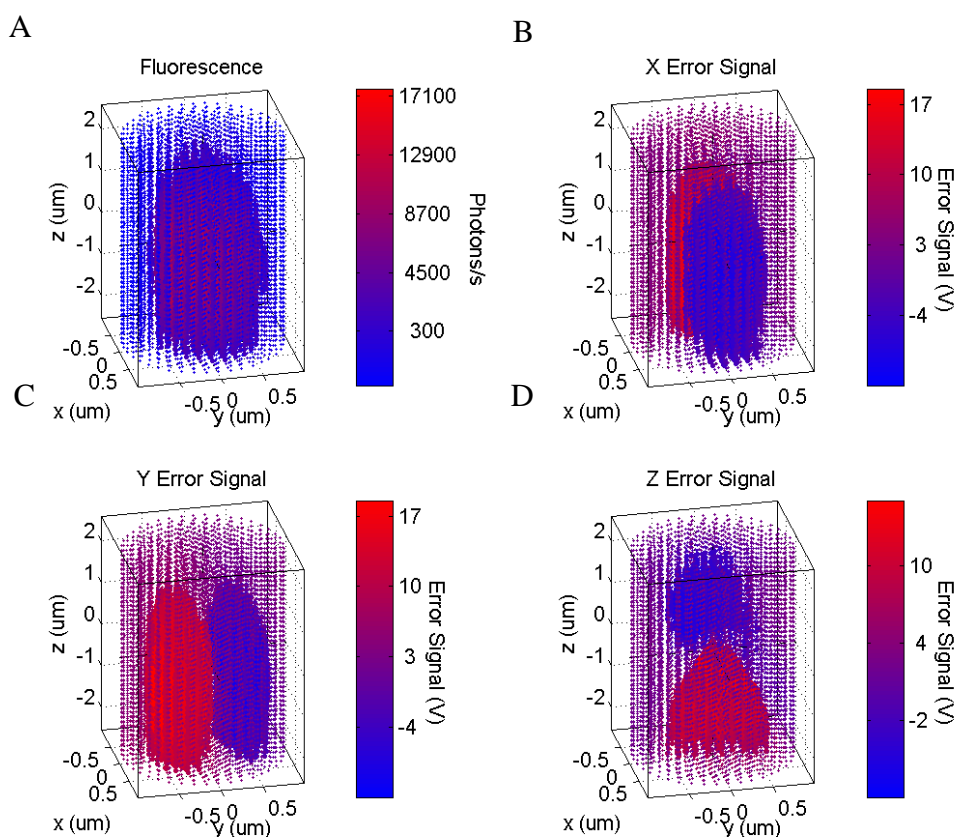 A
Fluorescence
2
1
0
-1
-2
z (um)
-0.5
0
0.5
x (um)
-0.5 0 0.5
y (um)
17100
12900
8700
4500
300
Photons/s
B
X Error Signal
2
1
0
-1
-2
z (um)
-0.5
0
0.5
x (um)
-0.5 0 0.5
y (um)
17
10
3
-4
Error Signal (V)
C
Y Error Signal
2
1
0
-1
-2
z (um)
-0.5
0
0.5
x (um)
-0.5 0 0.5
y (um)
17
10
3
-4
Error Signal (V)
D
Z Error Signal
2
1
0
-1
-2
z (um)
-0.5
0
0.5
x (um)
-0.5 0 0.5
y (um)
10
4
-2
Error Signal (V)